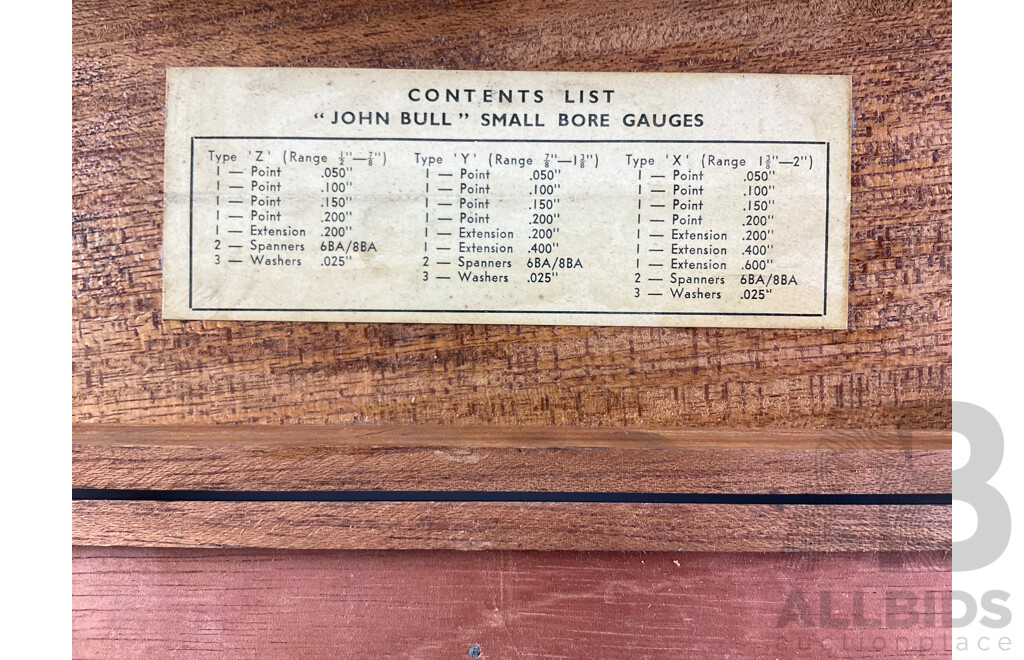 CONTENTS LIST
"JOHN BULL" SMALL BORE GAUGES
Type 'Z' (Range ½"—⅞")
1 — Point .050"
1 — Point .100"
1 — Point .150"
1 — Point .200"
1 — Extension .200"
2 — Spanners 6BA/8BA
3 — Washers .025"
Type 'Y' (Range ⅞"—1⅜")
1 — Point .050"
1 — Point .100"
1 — Point .150"
1 — Point .200"
1 — Extension .200"
1 — Extension .400"
2 — Spanners 6BA/8BA
3 — Washers .025"
Type 'X' (Range 1⅜"—2")
1 — Point .050"
1 — Point .100"
1 — Point .150"
1 — Point .200"
1 — Extension .200"
1 — Extension .400"
1 — Extension .600"
2 — Spanners 6BA/8BA
3 — Washers .025"
B
ALLBIDS
auctionplace